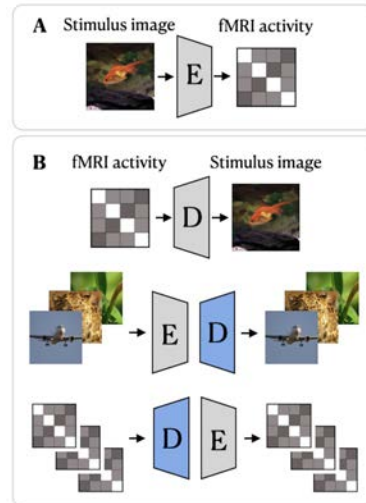 A
Stimulus image fMRI activity
E
B
fMRI activity Stimulus image
D
E D
D E